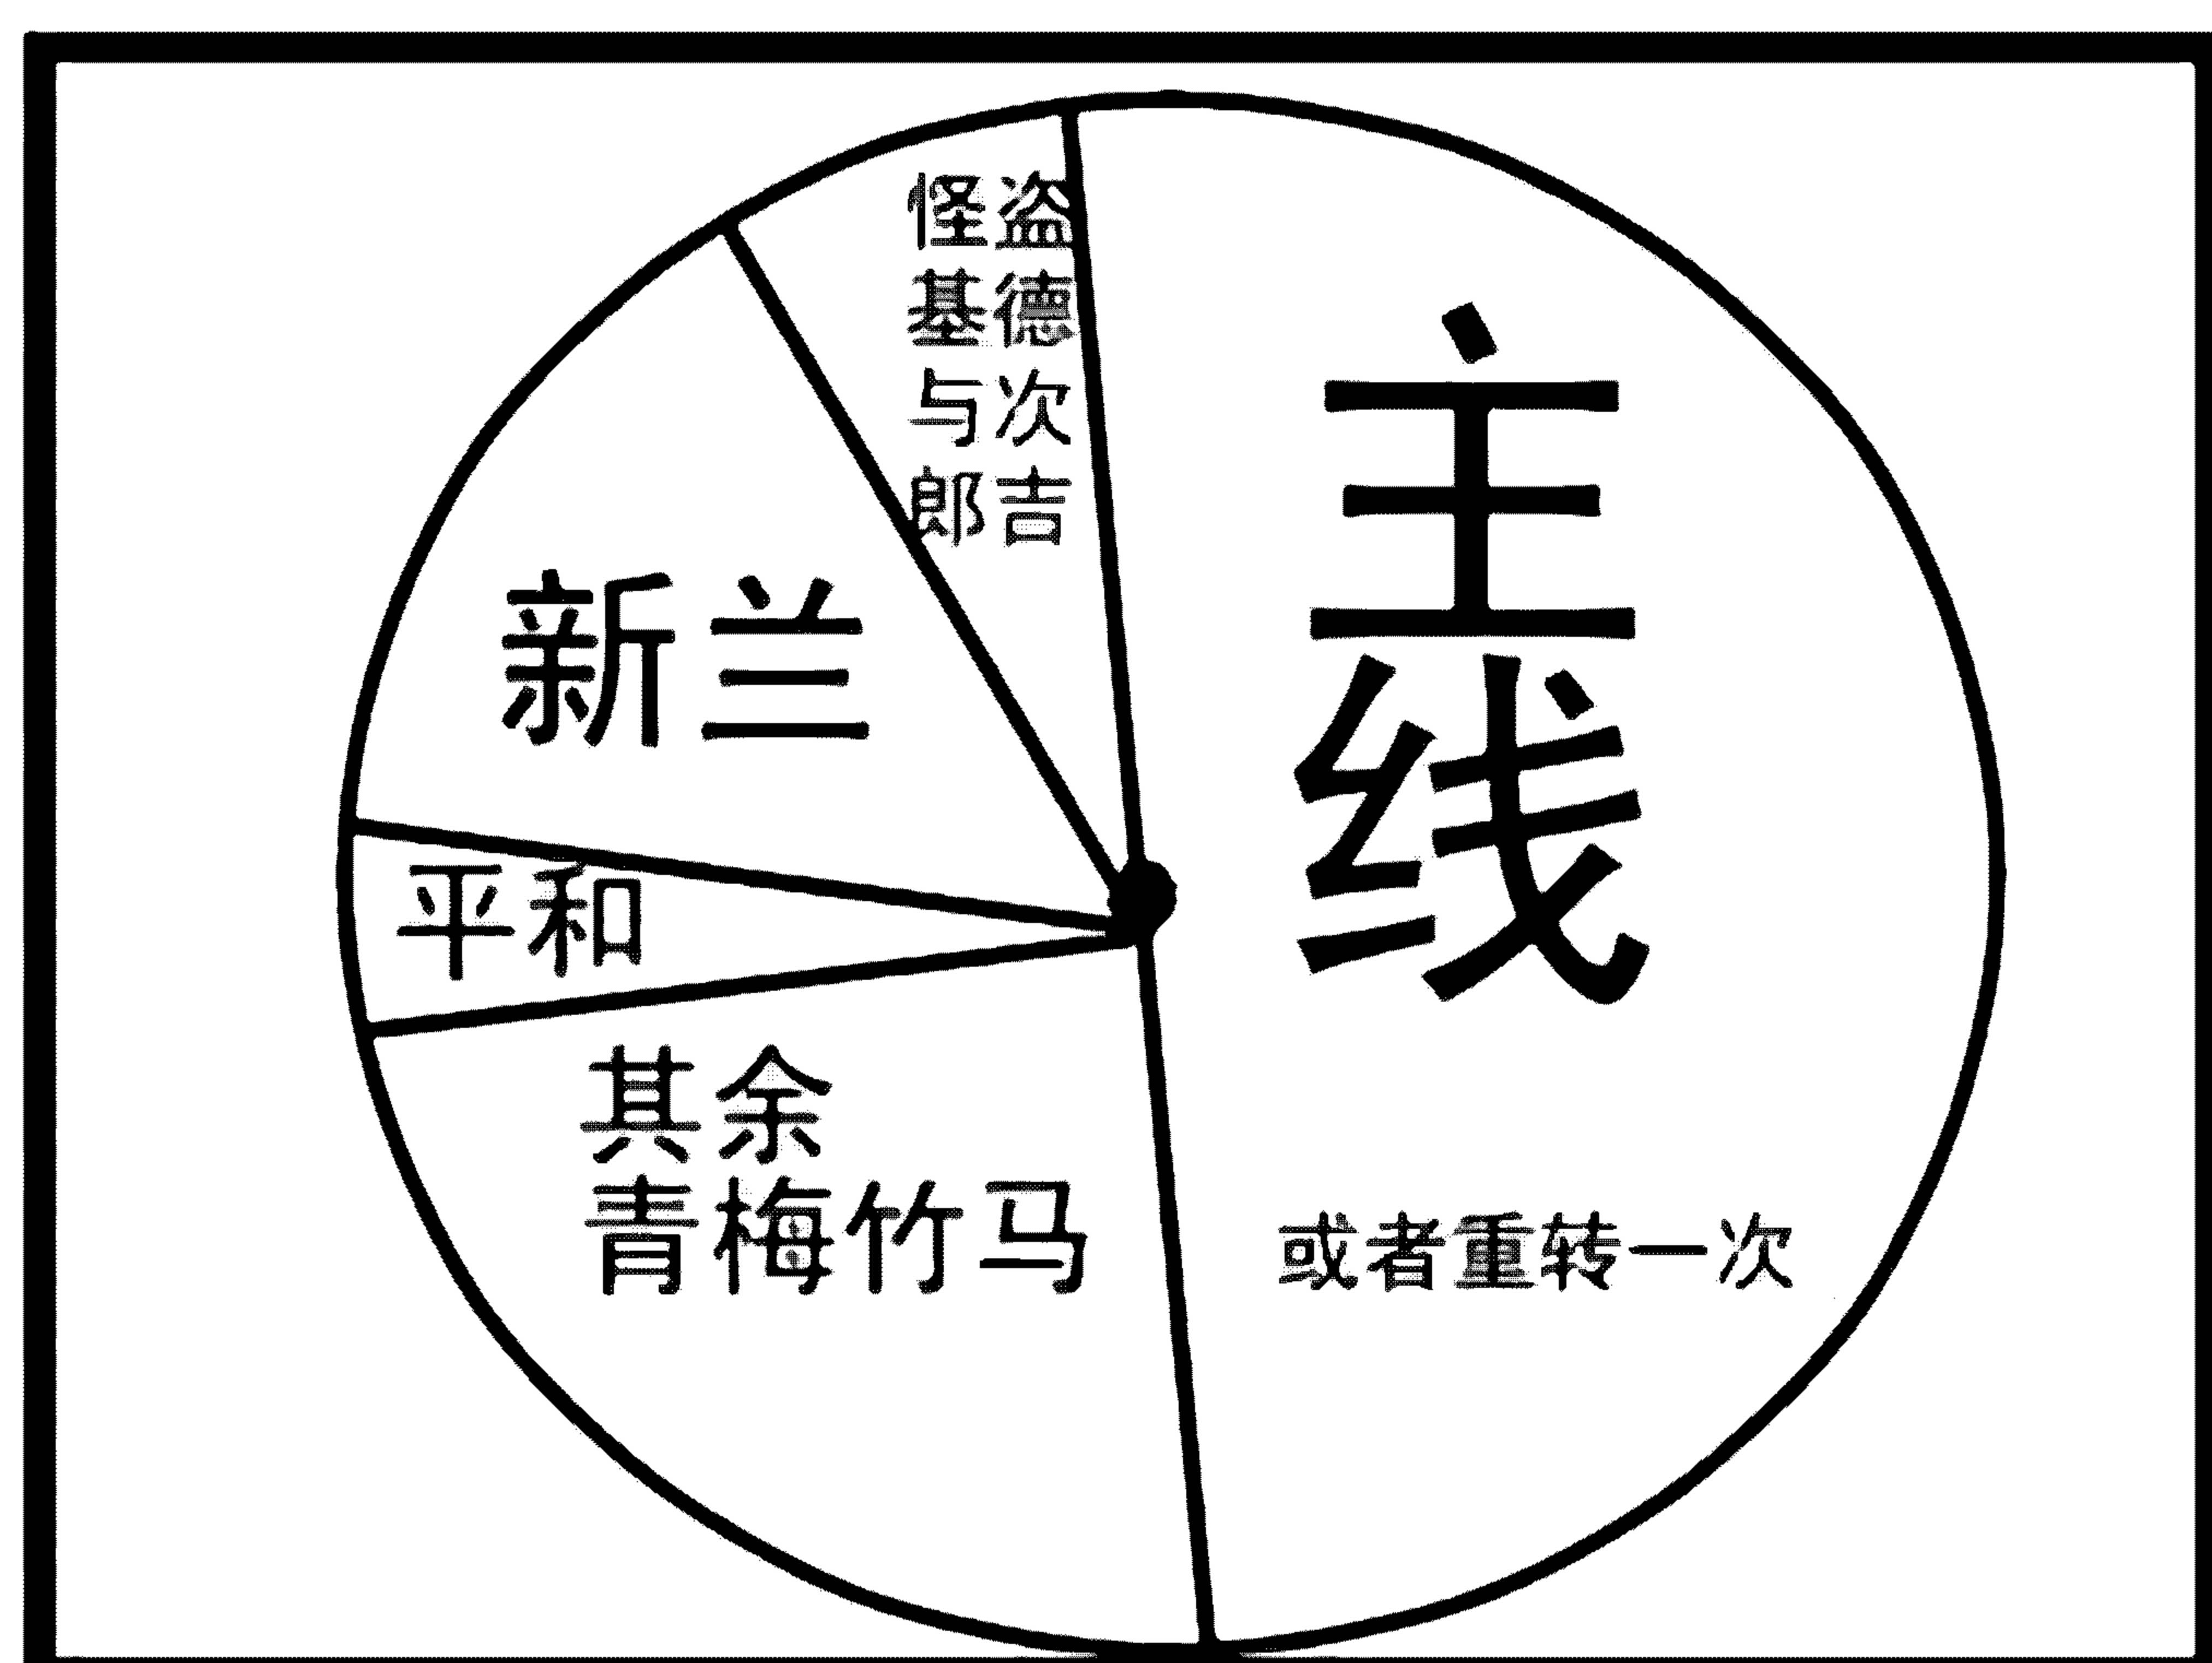 怪盗
基德
与次
郎吉
主
线
新兰
平和
其余
青梅竹马
或者重转一次